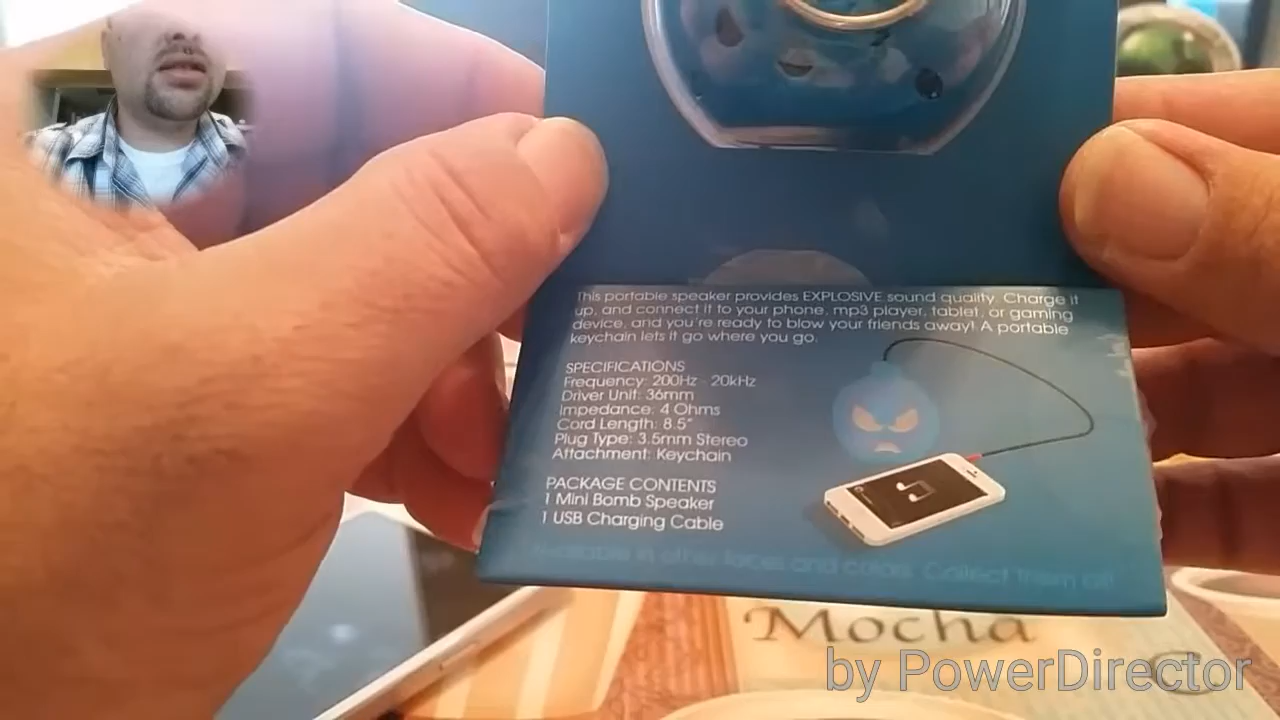 This portable speaker provides EXPLOSIVE sound quality. Charge it
up, and connect it to your phone, mp3 player, tablet, or gaming
device, and you're ready to blow your friends away! A portable
keychain lets it go where you go.
SPECIFICATIONS
Frequency: 200Hz - 20kHz
Driver Unit: 36mm
Impedance: 4 Ohms
Cord Length: 8.5"
Plug Type: 3.5mm Stereo
Attachment: Keychain
PACKAGE CONTENTS
1 Mini Bomb Speaker
1 USB Charging Cable
Available in other faces and colors. Collect them all!
Mocha
by PowerDirector